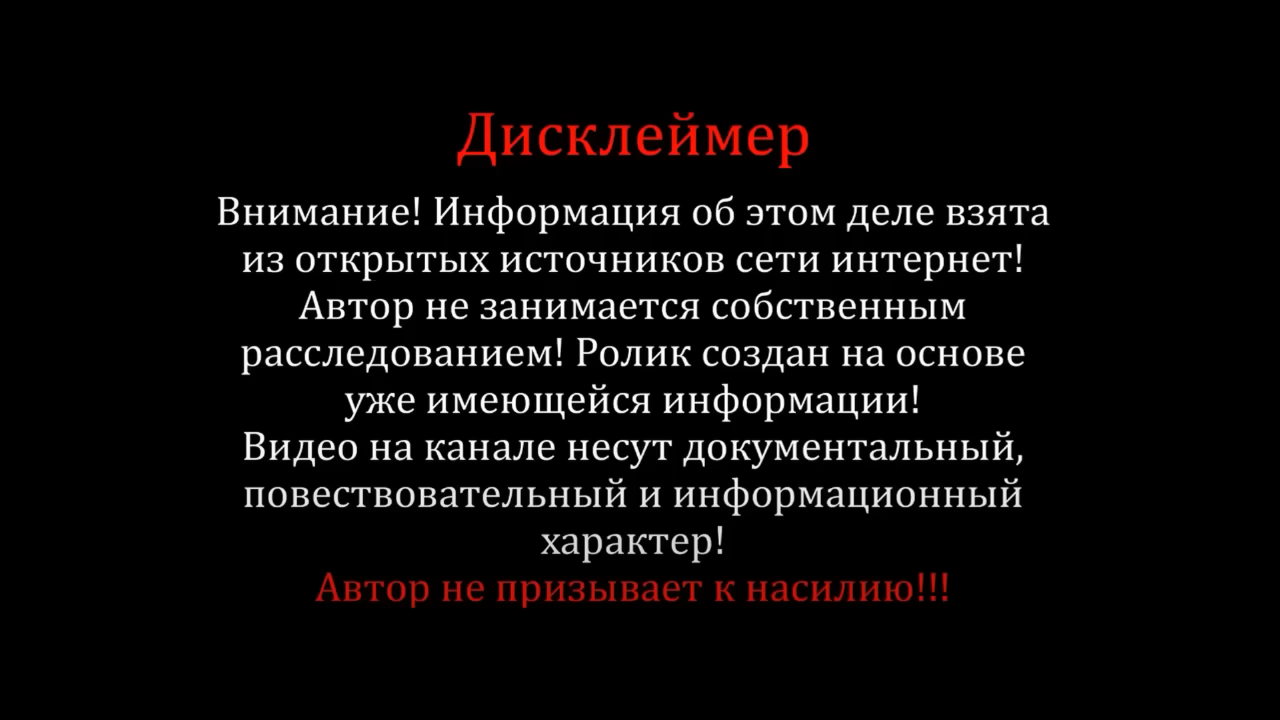 Дисклеймер
Внимание! Информация об этом деле взята
из открытых источников сети интернет!
Автор не занимается собственным
расследованием! Ролик создан на основе
уже имеющейся информации!
Видео на канале несут документальный,
повествовательный и информационный
характер!
Автор не призывает к насилию!!!